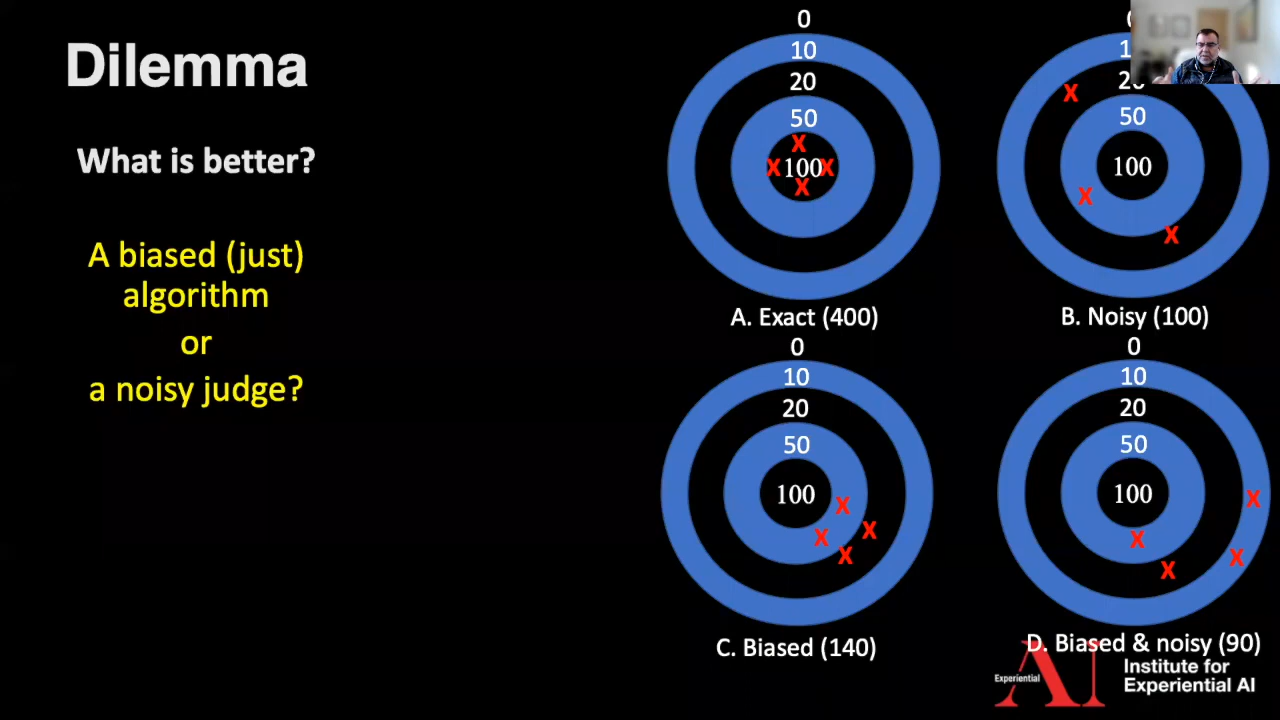 Dilemma
What is better?
A biased (just)
algorithm
or
a noisy judge?
0
10
20
50
X
X 100 X
X
A. Exact (400)
20
X
50
100
X
X
B. Noisy (100)
0
10
20
50
100
X
X
X
X
C. Biased (140)
0
10
20
50
100
X
X
X
X
D. Biased & noisy (90)
Experiential
AI
Institute for
Experiential AI